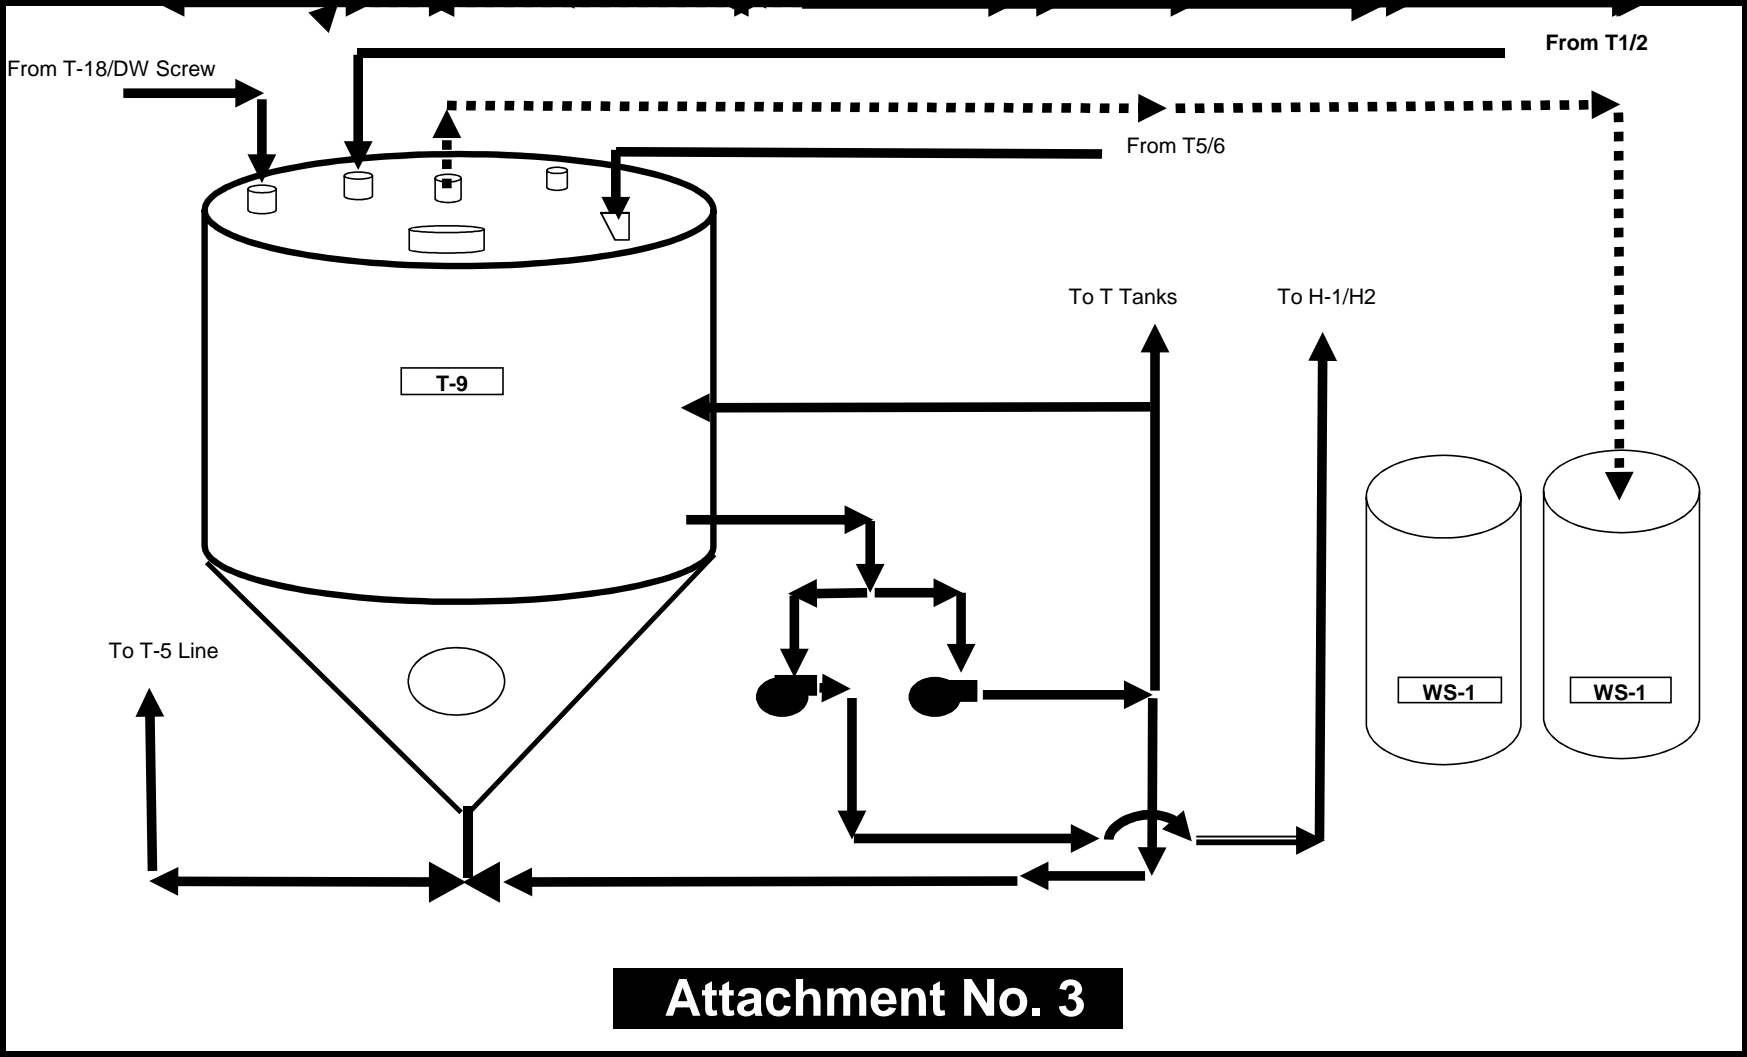 From T1/2
From T-18/DW Screw
From T5/6
To T Tanks
To H-1/H2
T-9
To T-5 Line
WS-1
WS-1
Attachment No. 3